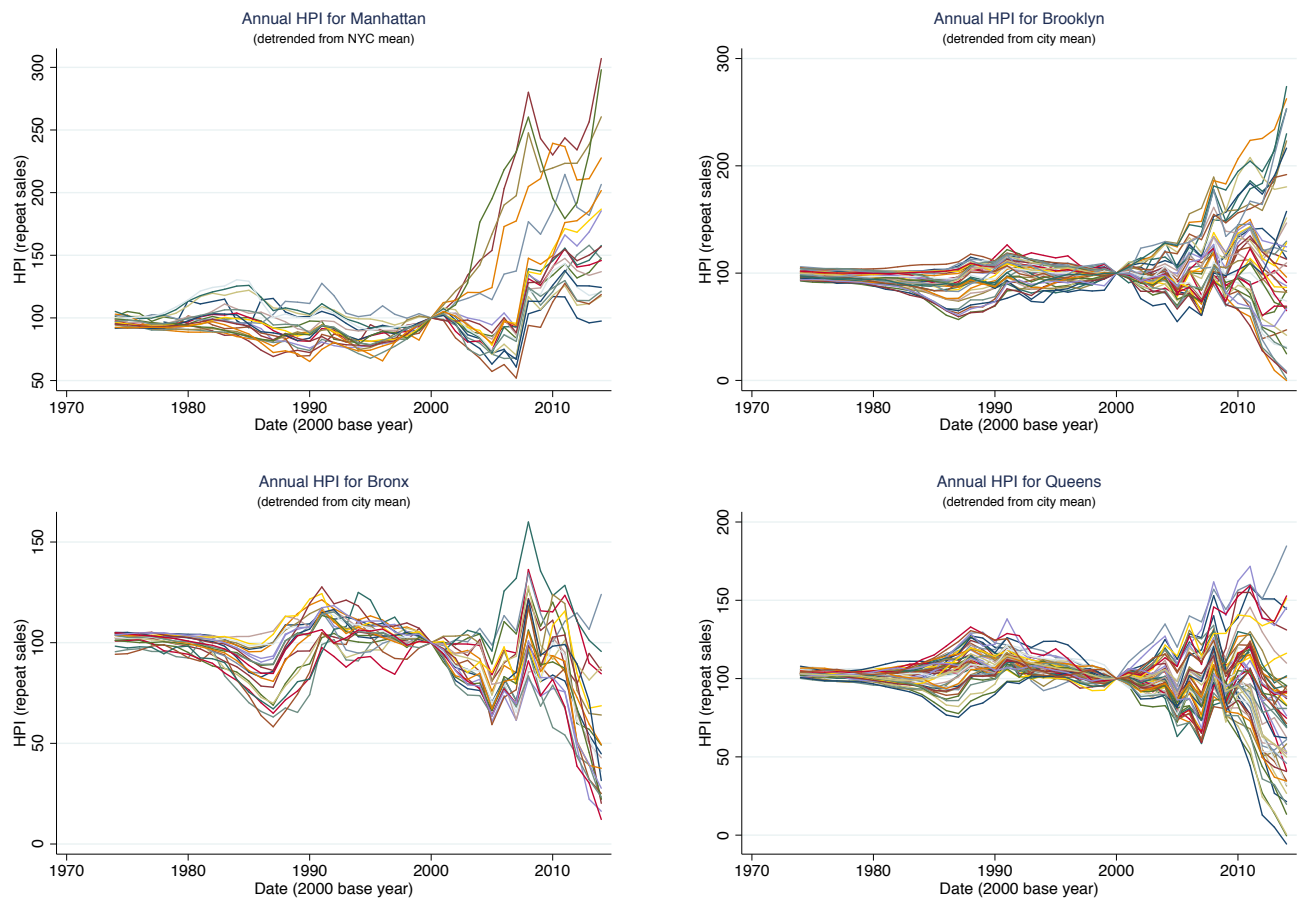 Annual HPI for Manhattan
(detrended from NYC mean)
HPI (repeat sales)
300
250
200
150
100
50
1970 1980 1990 2000 2010
Date (2000 base year)
Annual HPI for Brooklyn
(detrended from city mean)
HPI (repeat sales)
300
200
100
0
1970 1980 1990 2000 2010
Date (2000 base year)
Annual HPI for Bronx
(detrended from city mean)
HPI (repeat sales)
150
100
50
0
1970 1980 1990 2000 2010
Date (2000 base year)
Annual HPI for Queens
(detrended from city mean)
HPI (repeat sales)
200
150
100
50
0
1970 1980 1990 2000 2010
Date (2000 base year)